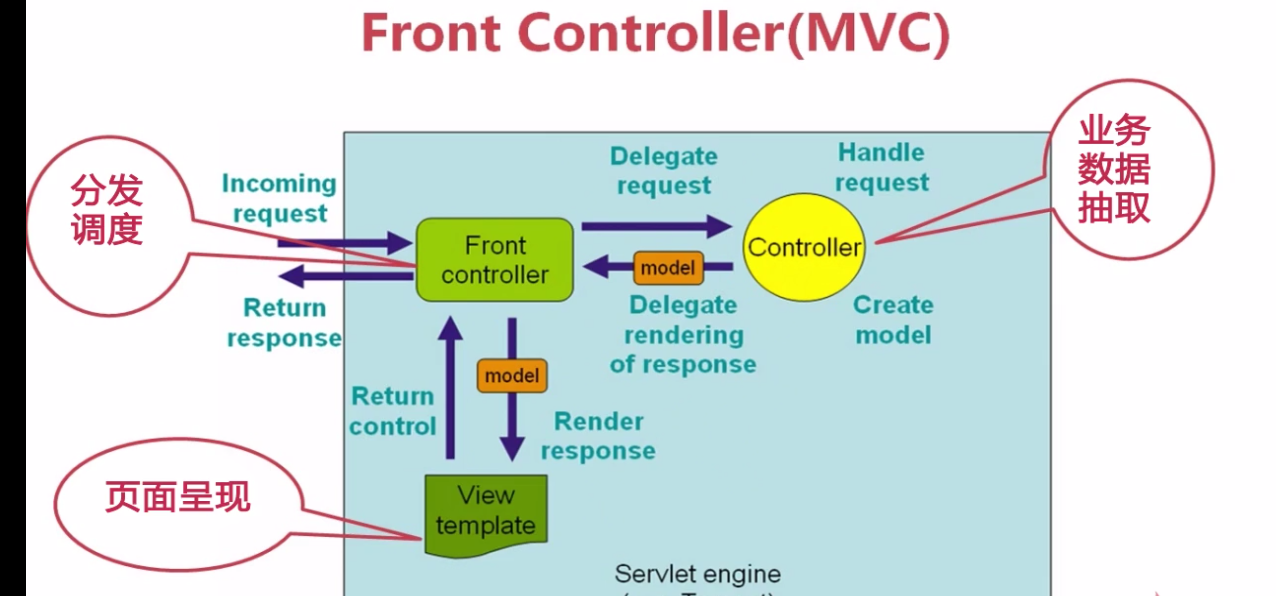 Front Controller(MVC)
业务
数据
抽取
分发
调度
Incoming
request
Delegate
request
Handle
request
Front
controller
model
Controller
Return
response
Delegate
rendering
of response
Create
model
model
Return
control
Render
response
页面呈现
View
template
Servlet engine